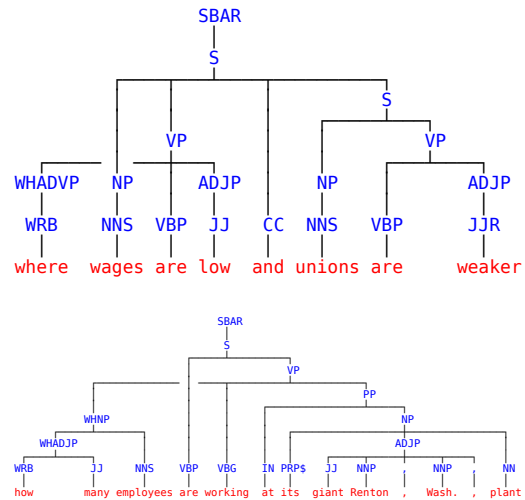 SBAR
S
S
VP VP
WHADVP NP ADJP NP ADJP
WRB NNS VBP JJ CC NNS VBP JJR
where wages are low and unions are weaker
SBAR
S
VP
PP
WHNP NP
WHADJP ADJP
WRB JJ NNS VBP VBG IN PRP$ JJ NNP , NNP , NN
how many employees are working at its giant Renton , Wash. , plant